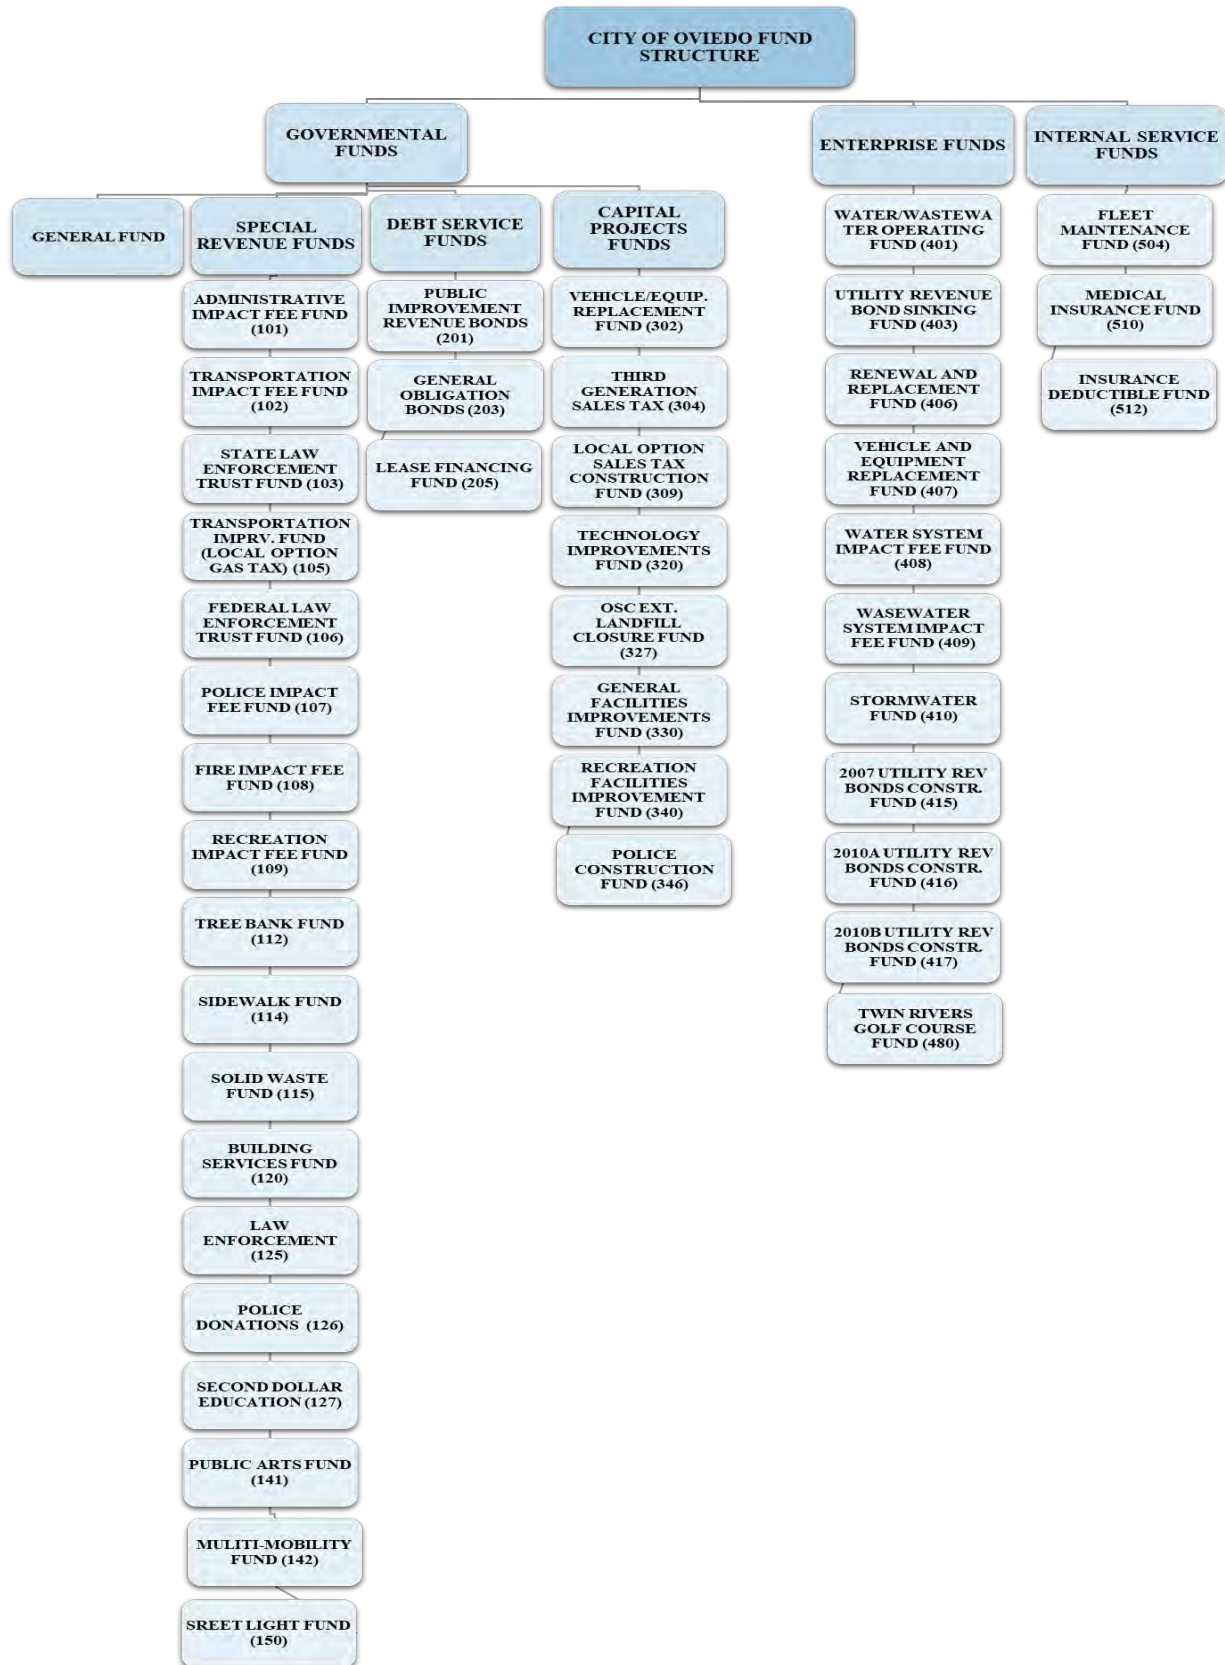 CITY OF OVIEDO FUND
STRUCTURE
GOVERNMENTAL
FUNDS
ENTERPRISE FUNDS
INTERNAL SERVICE
FUNDS
GENERAL FUND
SPECIAL
REVENUE FUNDS
DEBT SERVICE
FUNDS
CAPITAL
PROJECTS
FUNDS
ADMINISTRATIVE
IMPACT FEE FUND
(101)
TRANSPORTATION
IMPACT FEE FUND
(102)
STATE LAW
ENFORCEMENT
TRUST FUND (103)
TRANSPORTATION
IMPRV. FUND
(LOCAL OPTION
GAS TAX) (105)
FEDERAL LAW
ENFORCEMENT
TRUST FUND (106)
POLICE IMPACT
FEE FUND (107)
FIRE IMPACT FEE
FUND (108)
RECREATION
IMPACT FEE FUND
(109)
TREE BANK FUND
(112)
SIDEWALK FUND
(114)
SOLID WASTE
FUND (115)
BUILDING
SERVICES FUND
(120)
LAW
ENFORCEMENT
(125)
POLICE
DONATIONS (126)
SECOND DOLLAR
EDUCATION (127)
PUBLIC ARTS FUND
(141)
MULITI-MOBILITY
FUND (142)
SREET LIGHT FUND
(150)
PUBLIC
IMPROVEMENT
REVENUE BONDS
(201)
GENERAL
OBLIGATION
BONDS (203)
LEASE FINANCING
FUND (205)
VEHICLE/EQUIP.
REPLACEMENT
FUND (302)
THIRD
GENERATION
SALES TAX (304)
LOCAL OPTION
SALES TAX
CONSTRUCTION
FUND (309)
TECHNOLOGY
IMPROVEMENTS
FUND (320)
OSC EXT.
LANDFILL
CLOSURE FUND
(327)
GENERAL
FACILITIES
IMPROVEMENTS
FUND (330)
RECREATION
FACILITIES
IMPROVEMENT
FUND (340)
POLICE
CONSTRUCTION
FUND (346)
WATER/WASTEWA
TER OPERATING
FUND (401)
UTILITY REVENUE
BOND SINKING
FUND (403)
RENEWAL AND
REPLACEMENT
FUND (406)
VEHICLE AND
EQUIPMENT
REPLACEMENT
FUND (407)
WATER SYSTEM
IMPACT FEE FUND
(408)
WASEWATER
SYSTEM IMPACT
FEE FUND (409)
STORMWATER
FUND (410)
2007 UTILITY REV
BONDS CONSTR.
FUND (415)
2010A UTILITY REV
BONDS CONSTR.
FUND (416)
2010B UTILITY REV
BONDS CONSTR.
FUND (417)
TWIN RIVERS
GOLF COURSE
FUND (480)
FLEET
MAINTENANCE
FUND (504)
MEDICAL
INSURANCE FUND
(510)
INSURANCE
DEDUCTIBLE FUND
(512)